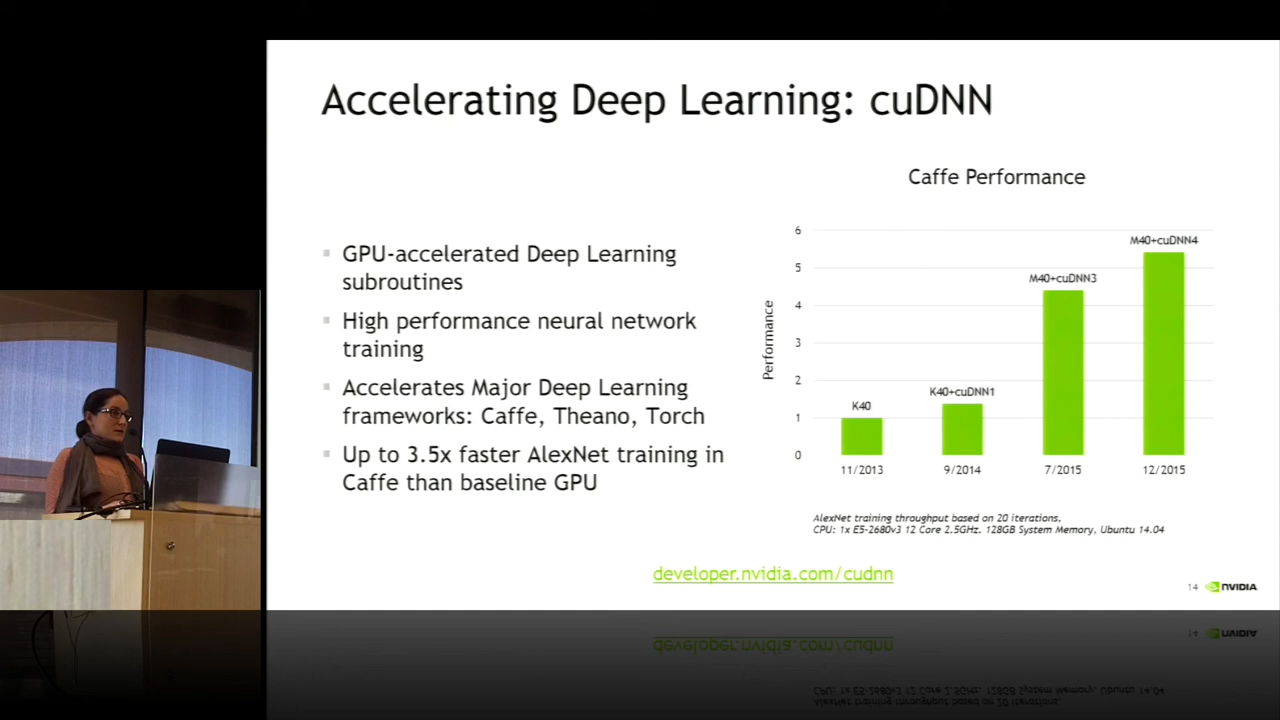 Accelerating Deep Learning: cuDNN
GPU-accelerated Deep Learning
subroutines
High performance neural network
training
Accelerates Major Deep Learning
frameworks: Caffe, Theano, Torch
Up to 3.5x faster AlexNet training in
Caffe than baseline GPU
Caffe Performance
Performance
6
5
4
3
2
1
0
K40
K40+cuDNN1
M40+cuDNN3
M40+cuDNN4
11/2013
9/2014
7/2015
12/2015
AlexNet training throughput based on 20 iterations,
CPU: 1x E5-2680v3 12 Core 2.5GHz. 128GB System Memory, Ubuntu 14.04
developer.nvidia.com/cudnn
14 NVIDIA